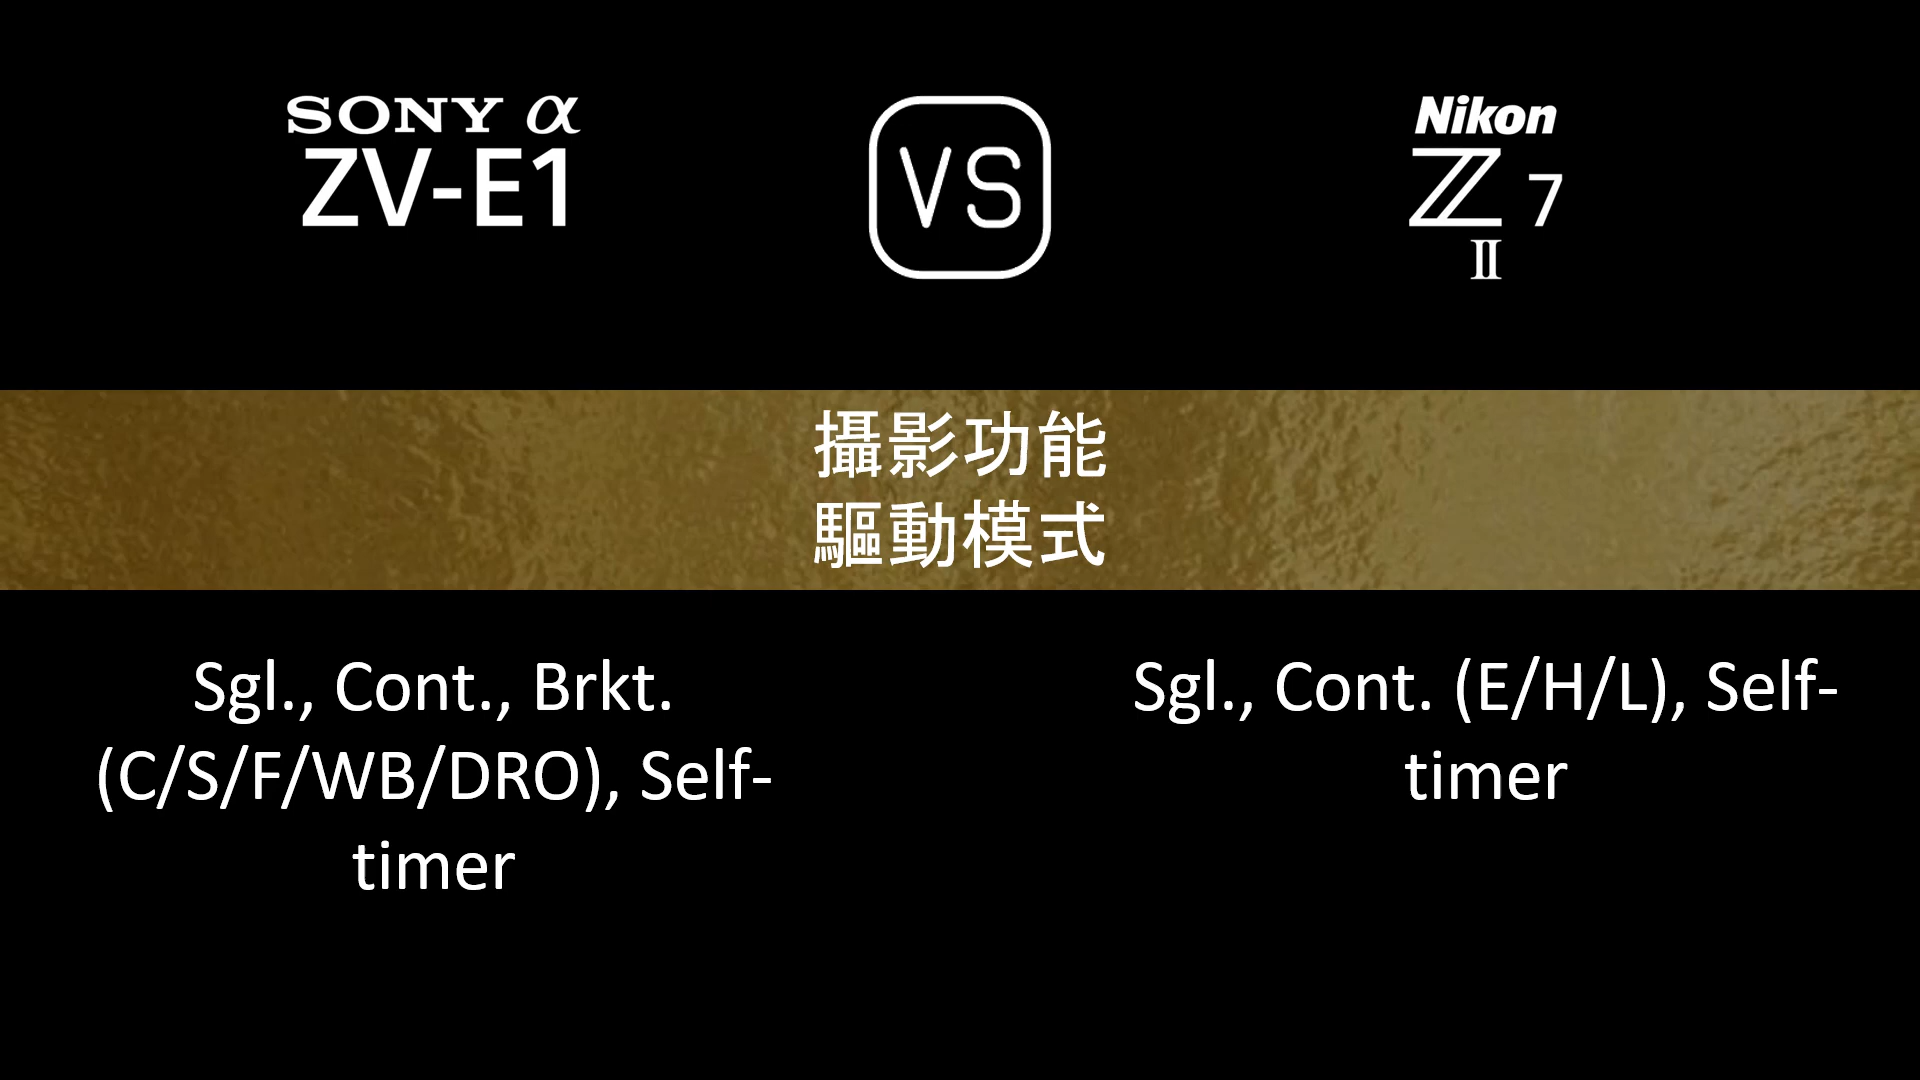 SONY α
ZV-E1
VS
Nikon
Z 7
II
攝影功能
驅動模式
Sgl., Cont., Brkt.
(C/S/F/WB/DRO), Self-
timer
Sgl., Cont. (E/H/L), Self-
timer